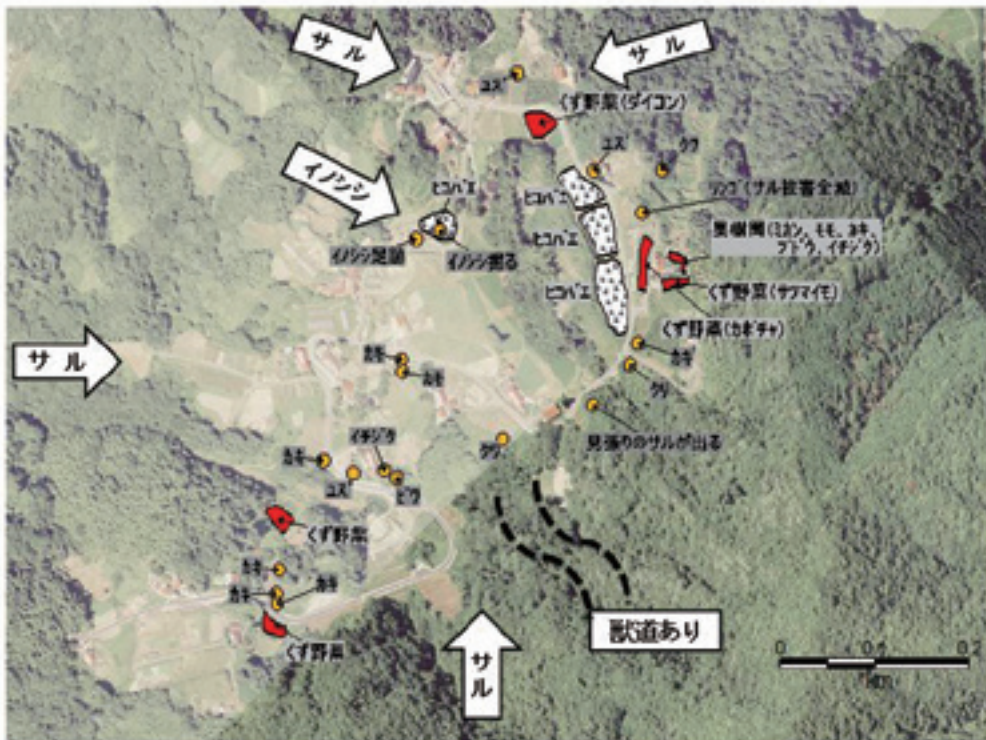 サル
サル
ユズ
くず野菜(ダイコン)
ユズ
クワ
イノシシ
ヒコバエ
ヒコバエ
リンゴ(サル被害全滅)
イノシシ足跡
イノシシ掘る
ヒコバエ
果樹園(ミカン、モモ、カキ、
ブドウ、イチジク)
ヒコバエ
くず野菜(サツマイモ)
くず野菜(カボチャ)
サル
カキ
カキ
クリ
見張りのサルが出る
クリ
イチジク
カキ
ユズ
ビワ
くず野菜
カキ
カキ
カキ
くず野菜
サル
獣道あり
0
0.1
0.2
km